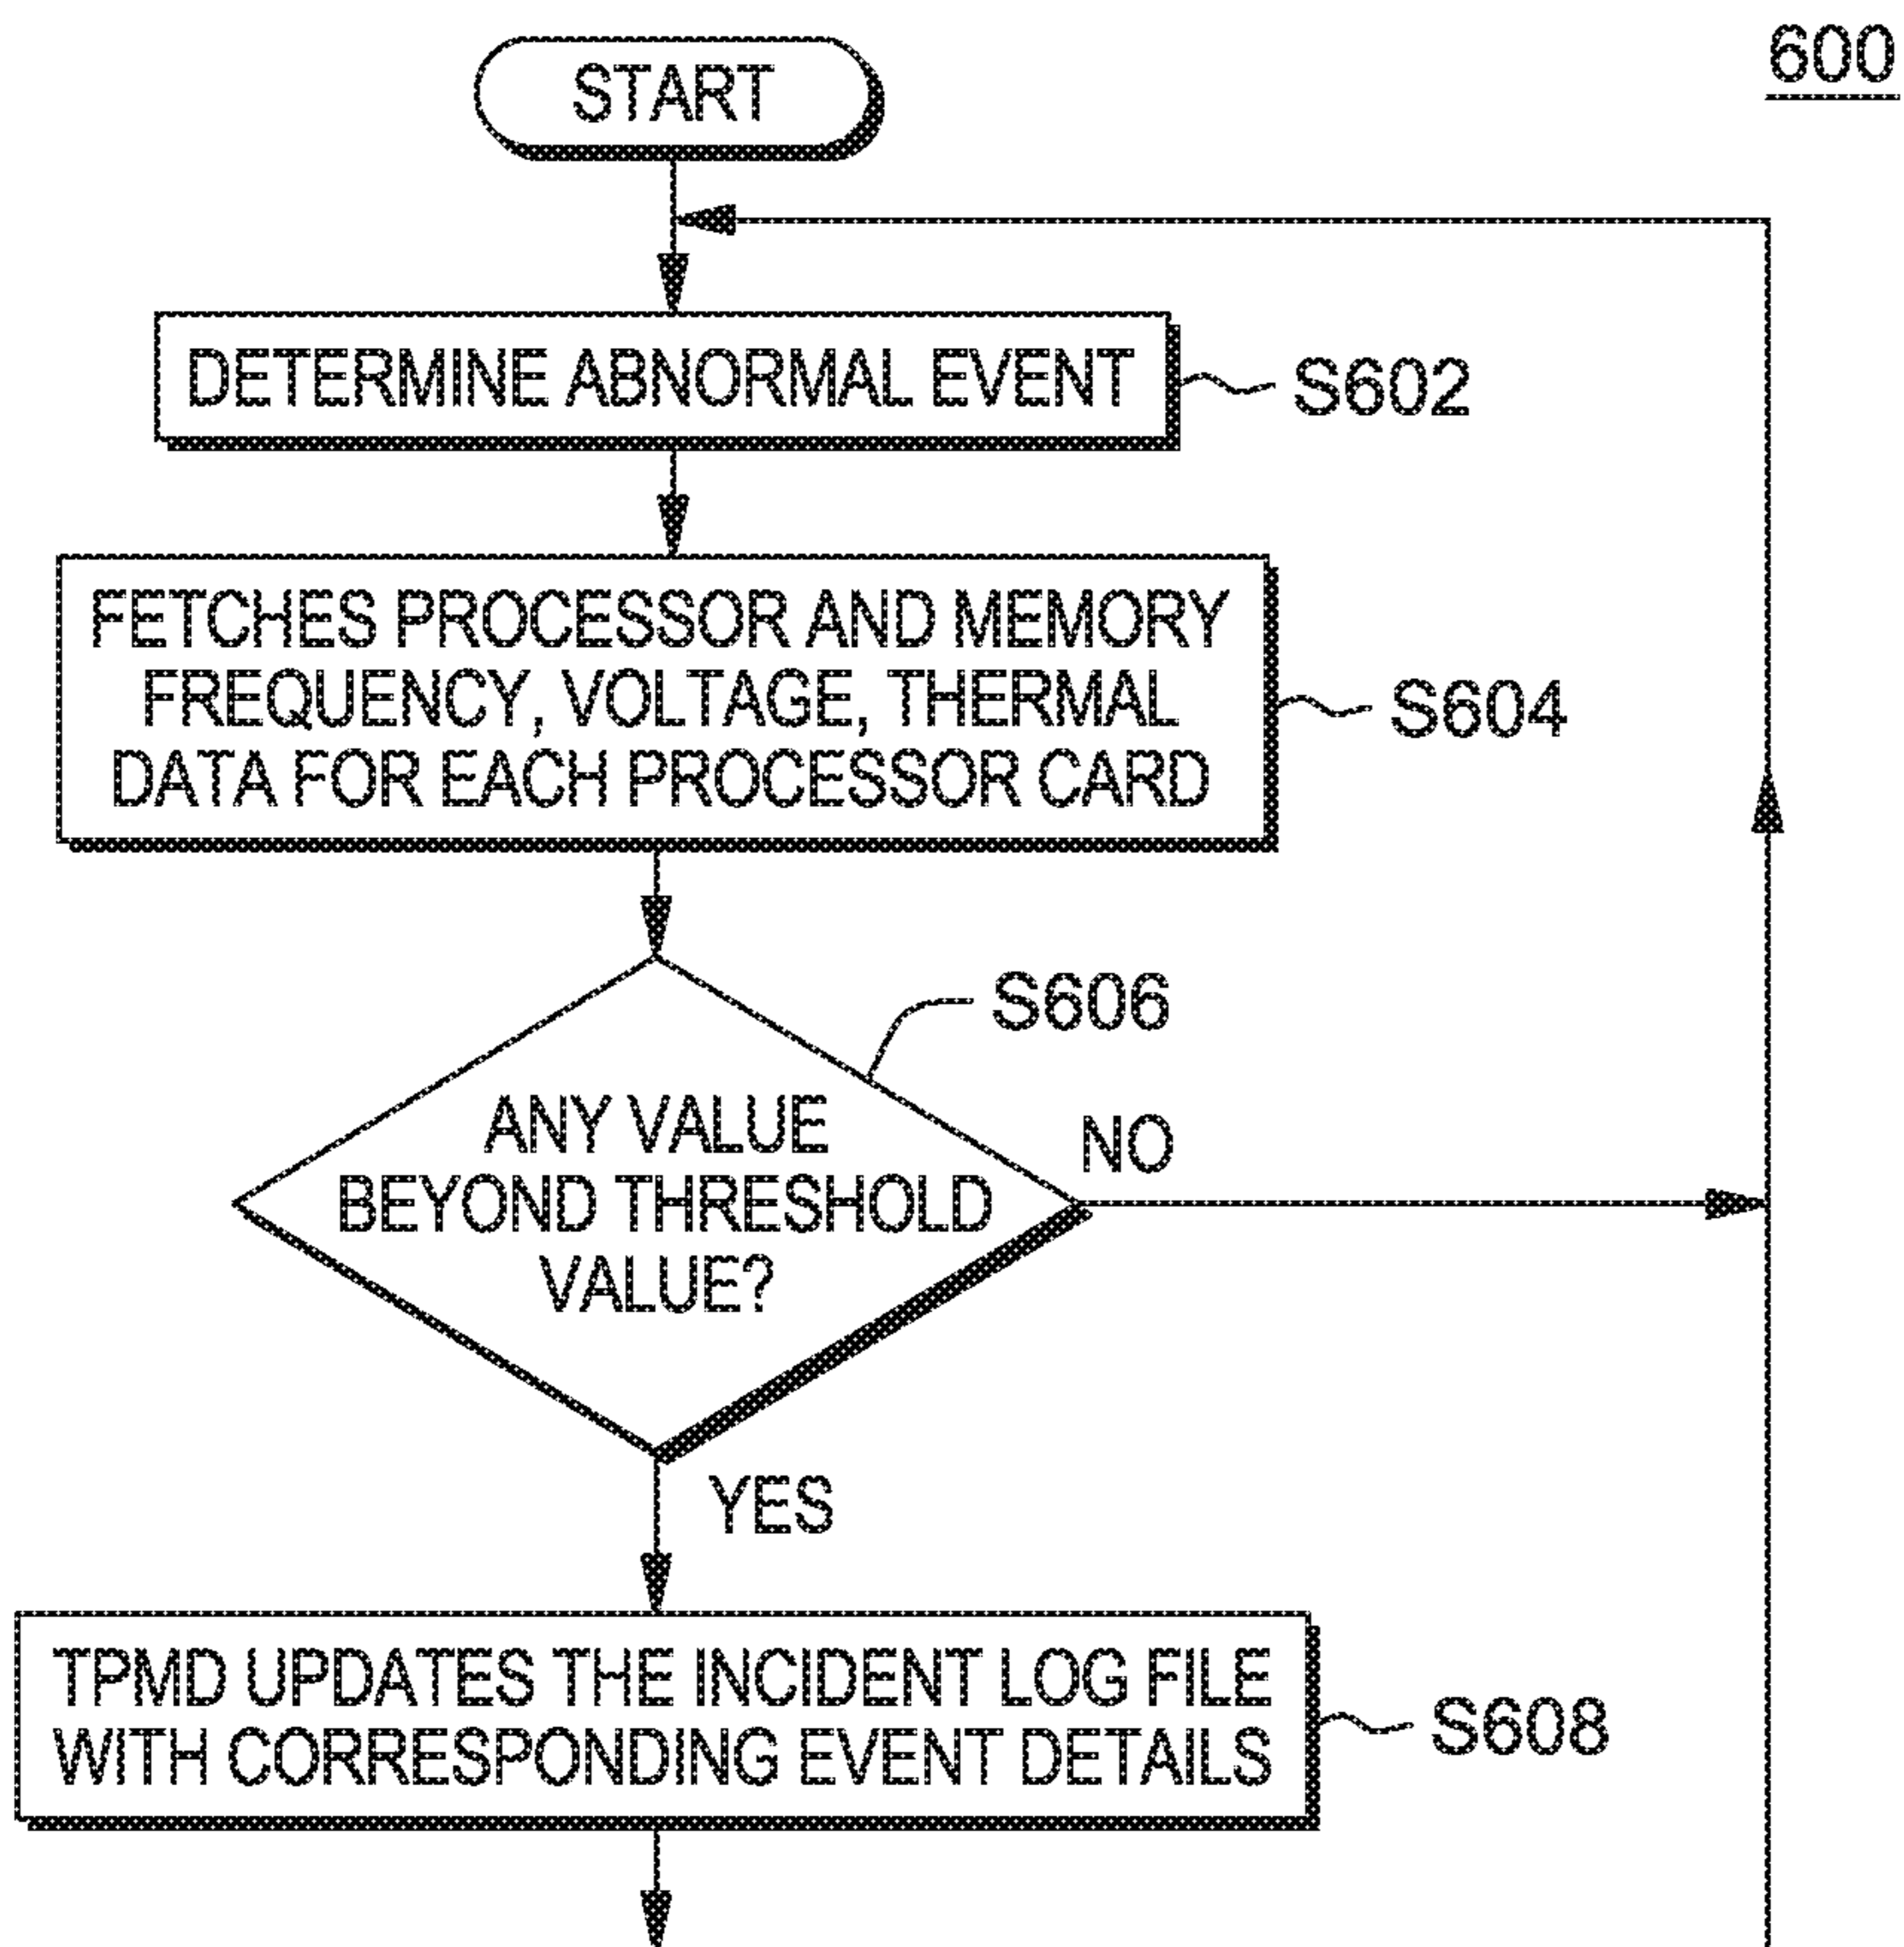 600
START
DETERMINE ABNORMAL EVENT
S602
FETCHES PROCESSOR AND MEMORY
FREQUENCY, VOLTAGE, THERMAL
DATA FOR EACH PROCESSOR CARD
S604
S606
ANY VALUE
BEYOND THRESHOLD
VALUE?
NO
YES
TPMD UPDATES THE INCIDENT LOG FILE
WITH CORRESPONDING EVENT DETAILS
S608